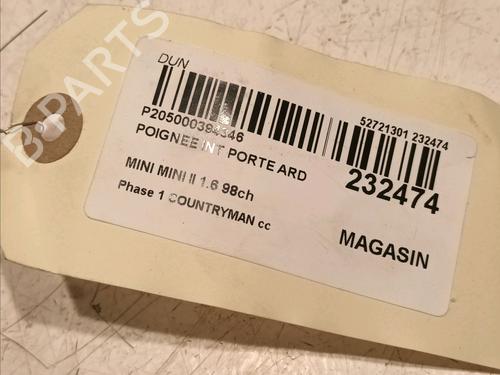 DUN
P205000394346
POIGNEE INT PORTE ARD
MINI MINI II 1.6 98ch
Phase 1 COUNTRYMAN cc
52721301 232474
232474
MAGASIN
B-PARTS
B-PARTS